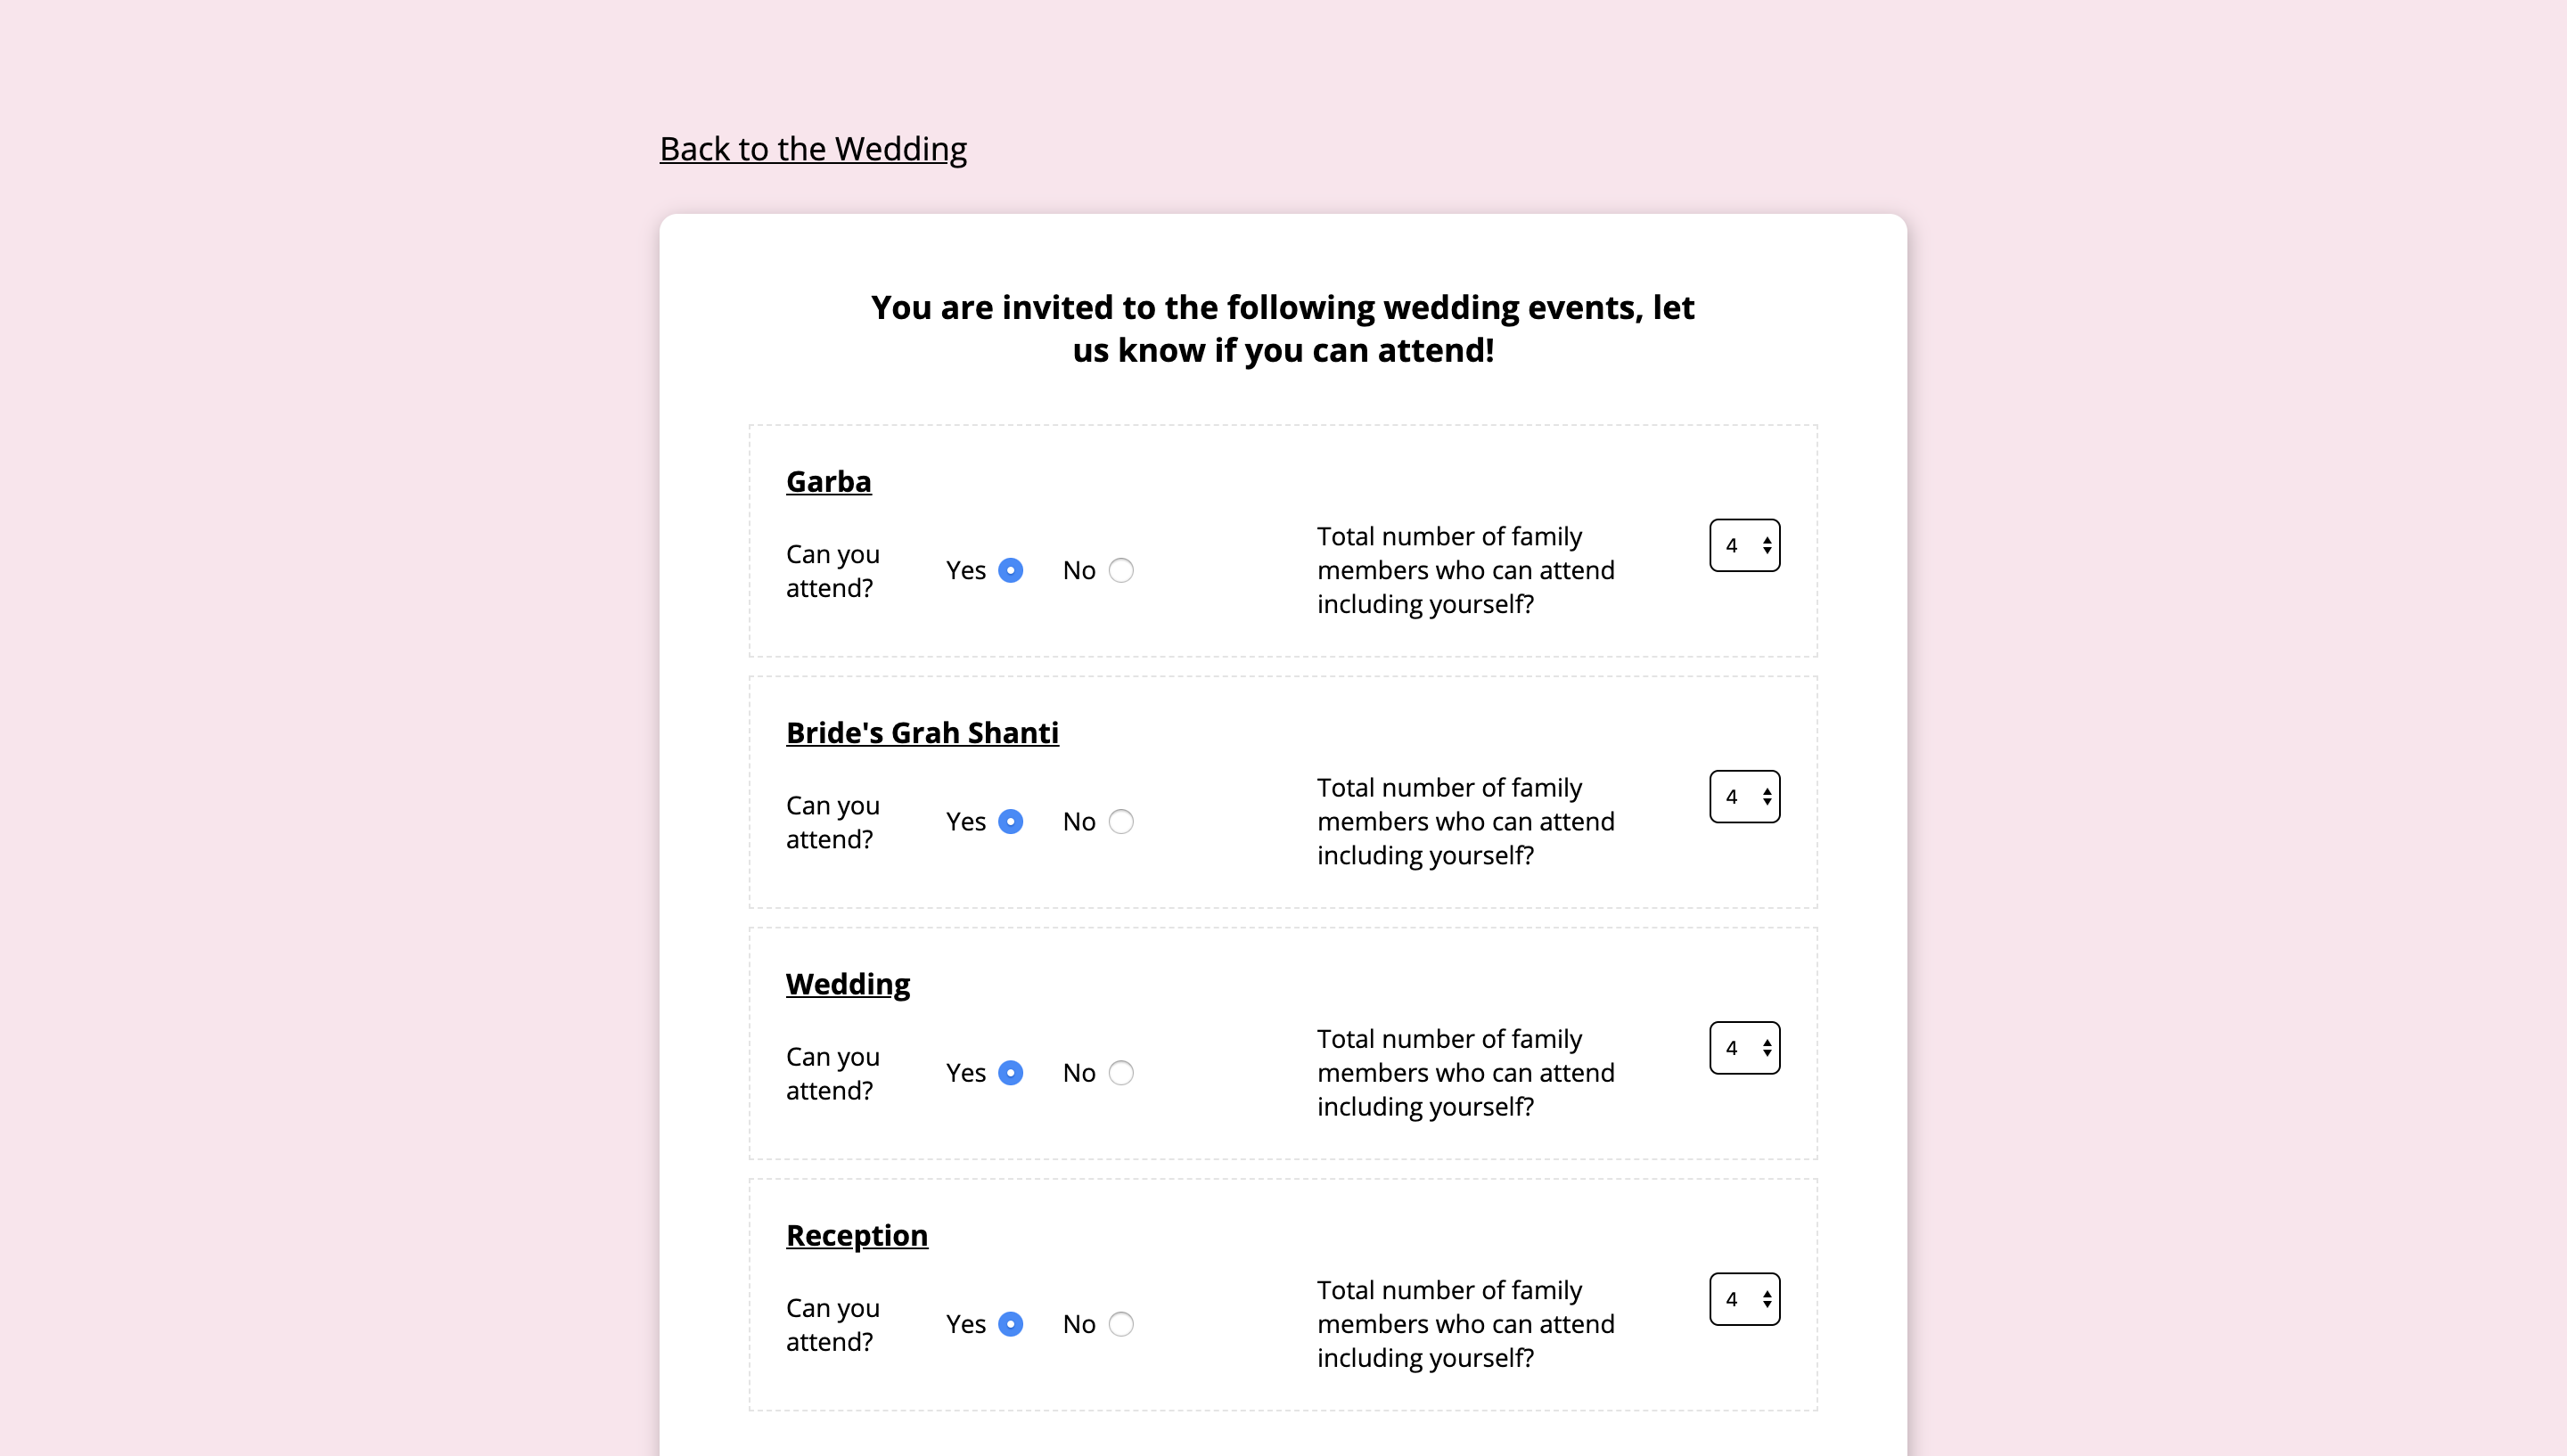 Back to the Wedding
You are invited to the following wedding events, let
us know if you can attend!
Garba
Can you
attend?
Yes
No
Total number of family
members who can attend
including yourself?
4
Bride's Grah Shanti
Can you
attend?
Yes
No
Total number of family
members who can attend
including yourself?
4
Wedding
Can you
attend?
Yes
No
Total number of family
members who can attend
including yourself?
4
Reception
Can you
attend?
Yes
No
Total number of family
members who can attend
including yourself?
4